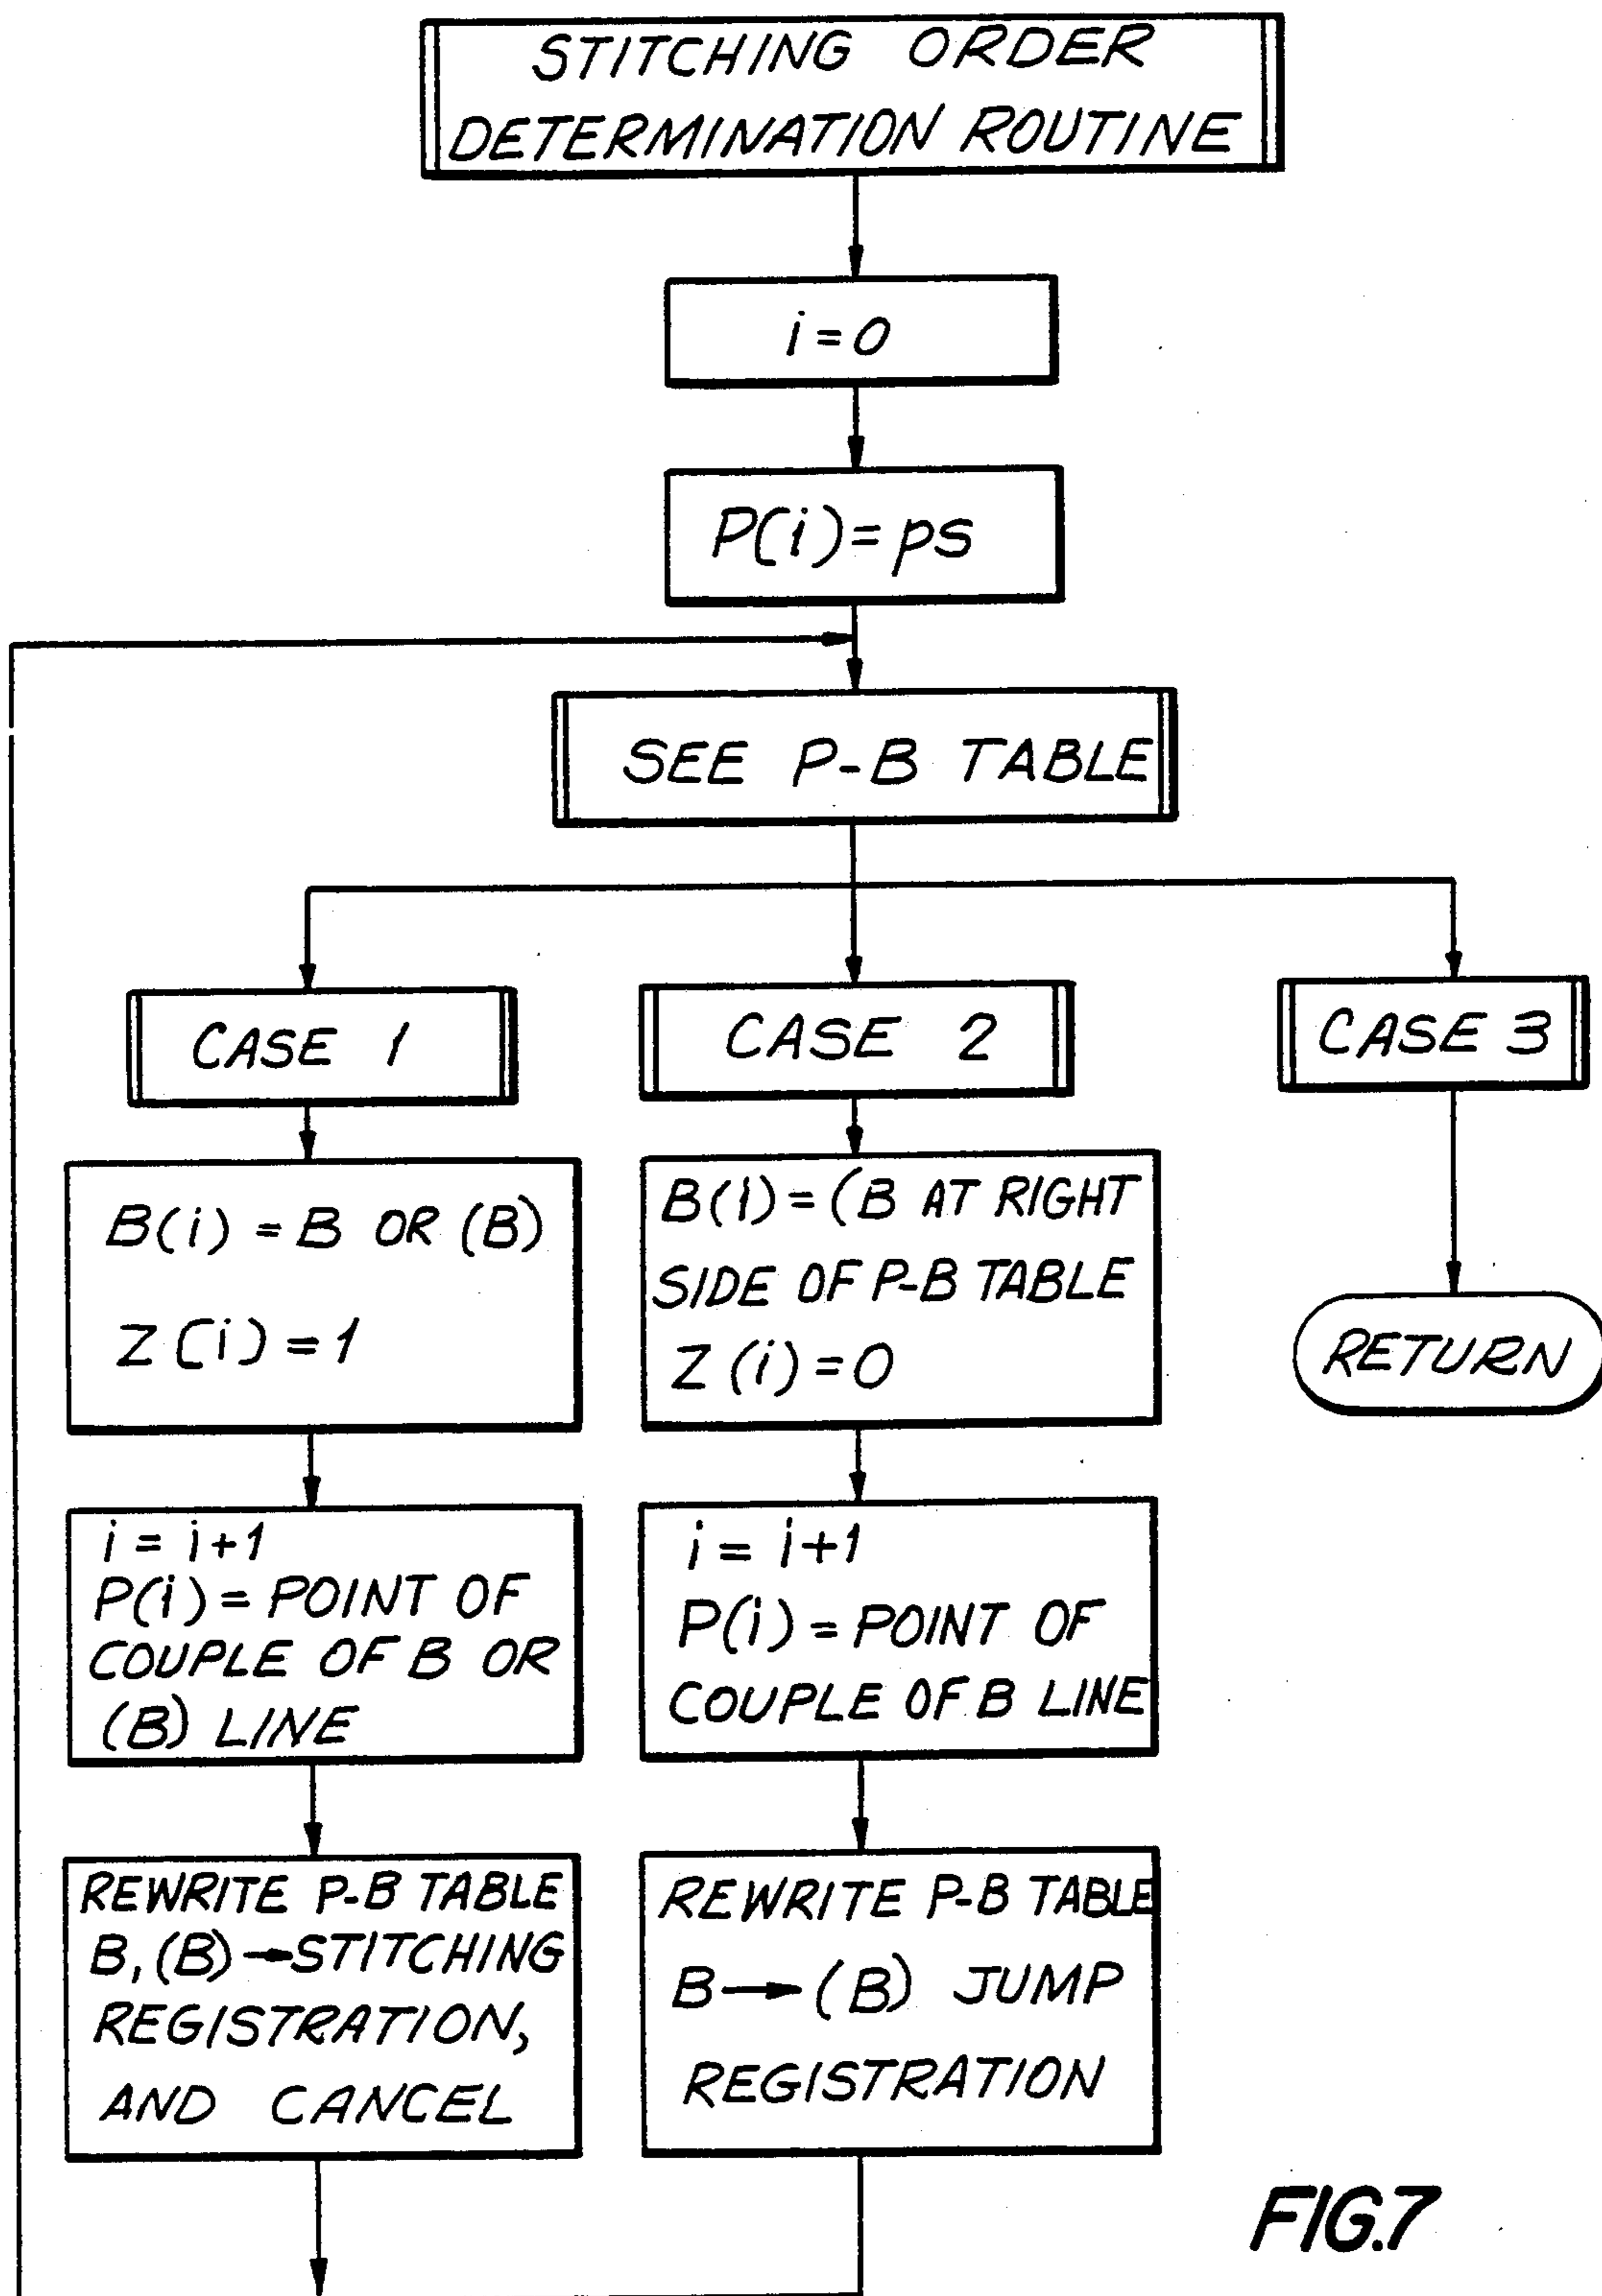 STITCHING ORDER
DETERMINATION ROUTINE
i = 0
P(i) = ps
SEE P-B TABLE
CASE 1
B(i) = B OR (B)
Z(i) = 1
i = i+1
P(i) = POINT OF
COUPLE OF B OR
(B) LINE
REWRITE P-B TABLE
B, (B) → STITCHING
REGISTRATION,
AND CANCEL
CASE 2
B(i) = (B AT RIGHT
SIDE OF P-B TABLE
Z(i) = 0
i = i+1
P(i) = POINT OF
COUPLE OF B LINE
REWRITE P-B TABLE
B → (B) JUMP
REGISTRATION
CASE 3
RETURN
FIG.7